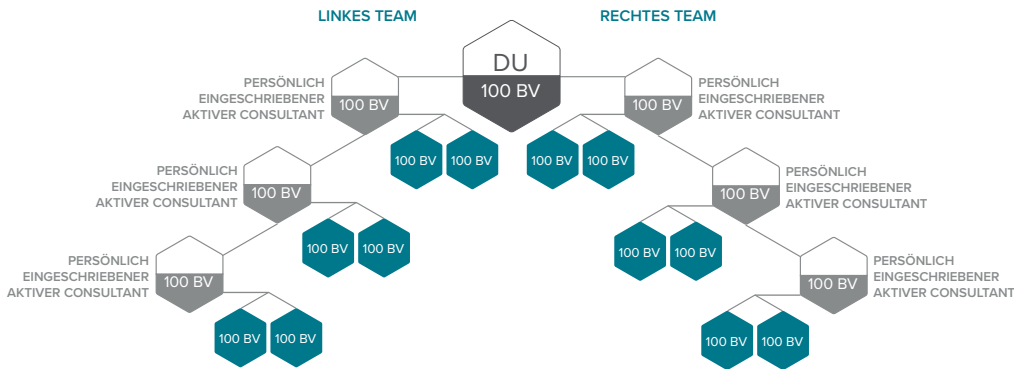 LINKES TEAM
RECHTES TEAM
DU
100 BV
PERSÖNLICH
EINGESCHRIEBENER
AKTIVER CONSULTANT
100 BV
100 BV
PERSÖNLICH
EINGESCHRIEBENER
AKTIVER CONSULTANT
100 BV
100 BV
100 BV
100 BV
PERSÖNLICH
EINGESCHRIEBENER
AKTIVER CONSULTANT
100 BV
100 BV
PERSÖNLICH
EINGESCHRIEBENER
AKTIVER CONSULTANT
100 BV
100 BV
100 BV
100 BV
PERSÖNLICH
EINGESCHRIEBENER
AKTIVER CONSULTANT
100 BV
100 BV
PERSÖNLICH
EINGESCHRIEBENER
AKTIVER CONSULTANT
100 BV
100 BV
100 BV
100 BV